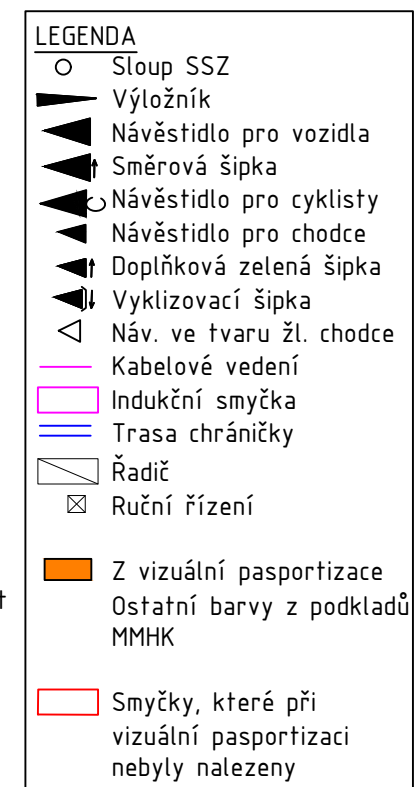 LEGENDA
Sloup SSZ
Výložník
Návěstidlo pro vozidla
Směrová šipka
Návěstidlo pro cyklisty
Návěstidlo pro chodce
Doplňková zelená šipka
Vyklizovací šipka
Náv. ve tvaru žl. chodce
Kabelové vedení
Indukční smyčka
Trasa chráničky
Řadič
Ruční řízení
Z vizuální pasportizace
t Ostatní barvy z podkladů
MMHK
Smyčky, které při
vizuální pasportizaci
nebyly nalezeny